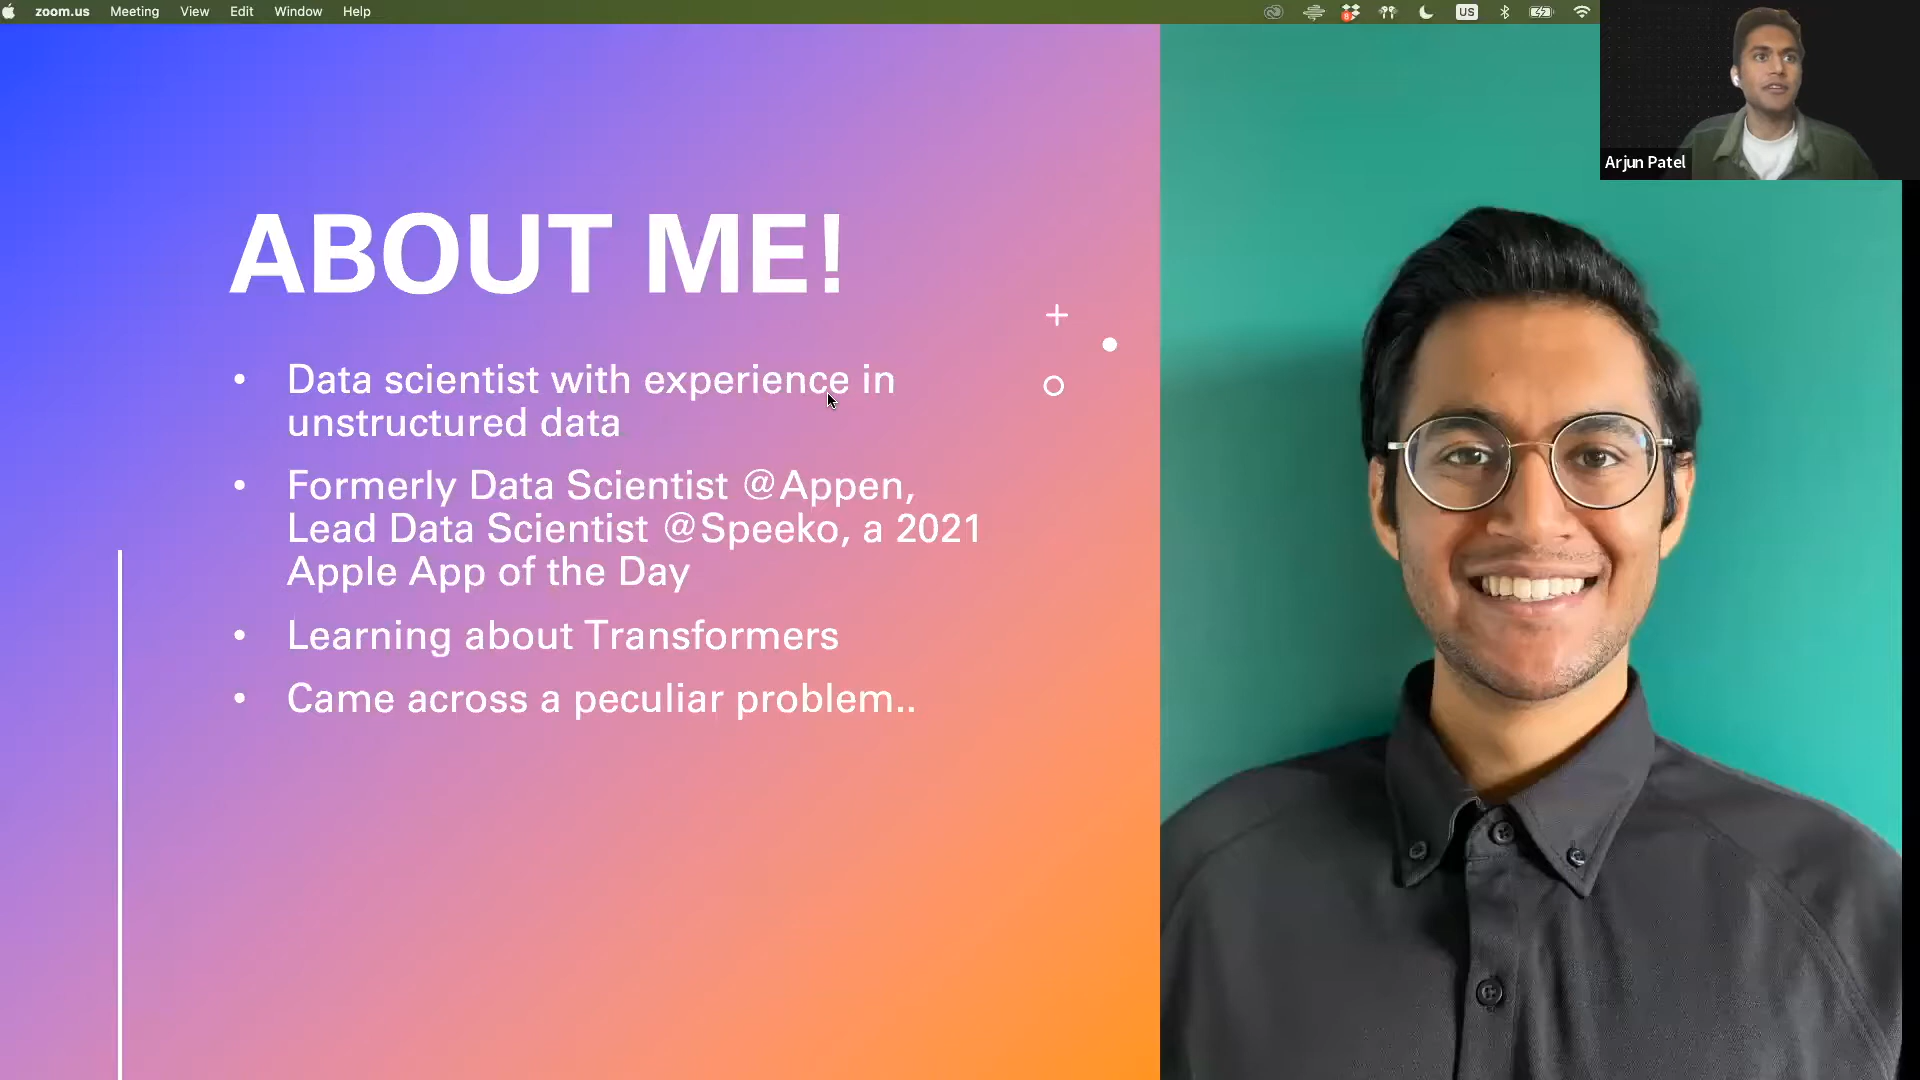 zoom.us Meeting View Edit Window Help
US
Arjun Patel
ABOUT ME!
• Data scientist with experience in
unstructured data
• Formerly Data Scientist @Appen,
Lead Data Scientist @Speeko, a 2021
Apple App of the Day
• Learning about Transformers
• Came across a peculiar problem..